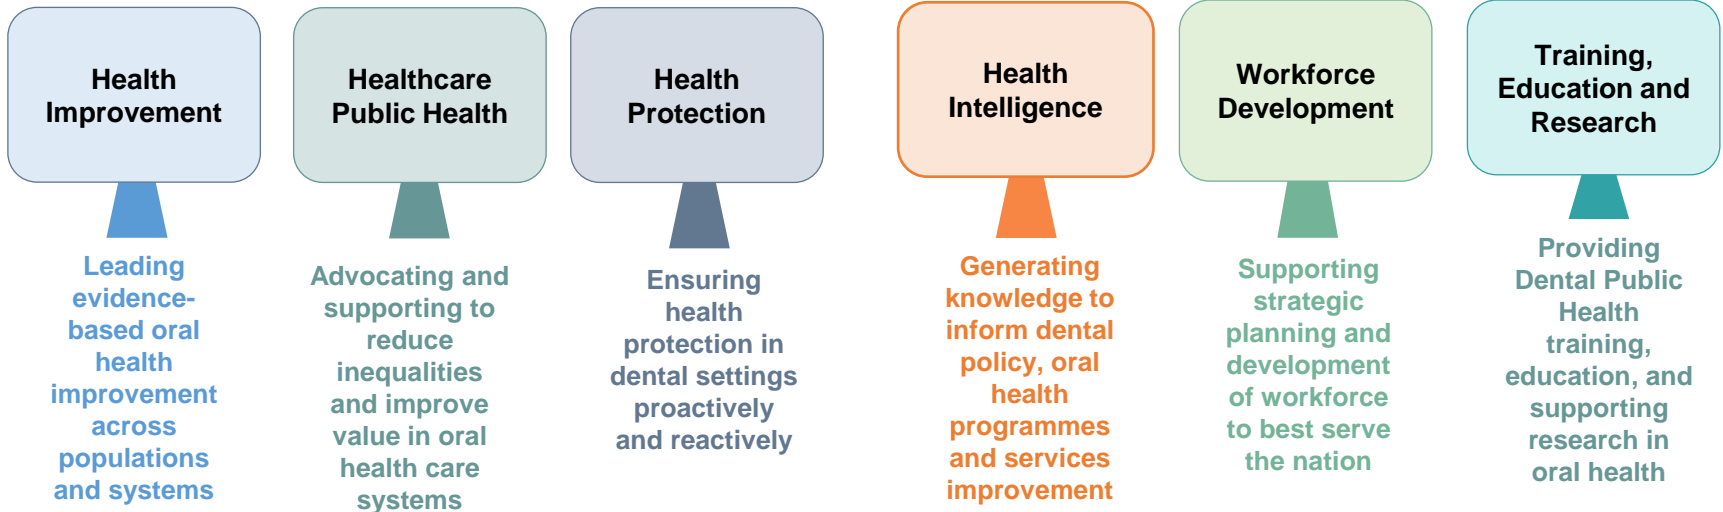 Health
Improvement
Healthcare
Public Health
Health
Protection
Health
Intelligence
Workforce
Development
Training,
Education and
Research
Leading
evidence-
based oral
health
improvement
across
populations
and systems
Advocating and
supporting to
reduce
inequalities
and improve
value in oral
health care
systems
Ensuring
health
protection in
dental settings
proactively
and reactively
Generating
knowledge to
inform dental
policy, oral
health
programmes
and services
improvement
Supporting
strategic
planning and
development
of workforce
to best serve
the nation
Providing
Dental Public
Health
training,
education, and
supporting
research in
oral health